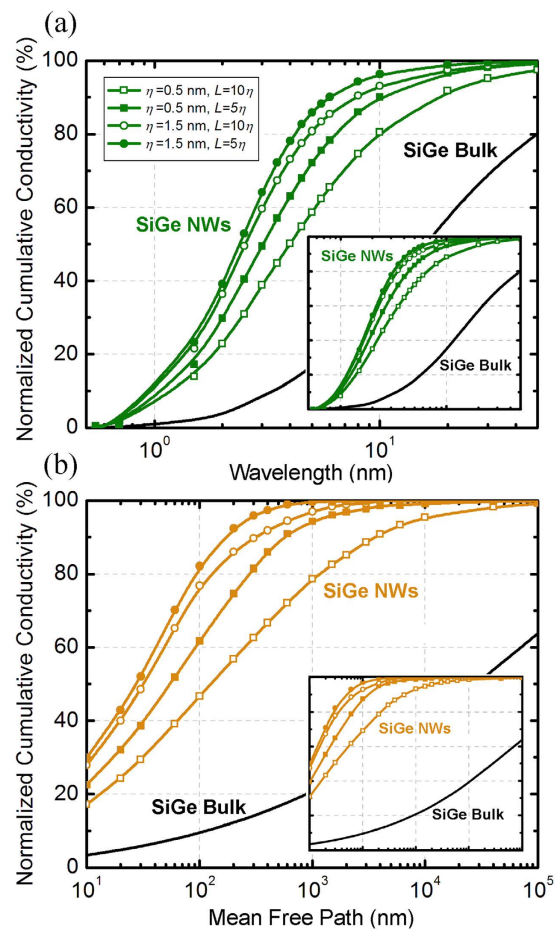 (a)
100
80
60
40
20
0
Normalized Cumulative Conductivity (%)
η=0.5 nm, L=10η
η=0.5 nm, L=5η
η=1.5 nm, L=10η
η=1.5 nm, L=5η
SiGe NWs
SiGe Bulk
SiGe NWs
SiGe Bulk
10⁰
10¹
Wavelength (nm)
(b)
100
80
60
40
20
0
Normalized Cumulative Conductivity (%)
SiGe NWs
SiGe Bulk
SiGe NWs
SiGe Bulk
10¹
10²
10³
10⁴
10⁵
Mean Free Path (nm)